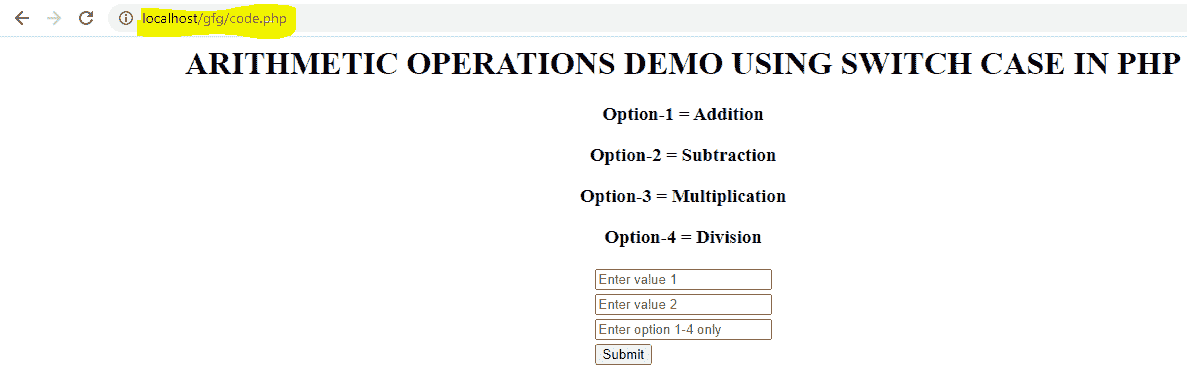 localhost/gfg/code.php
ARITHMETIC OPERATIONS DEMO USING SWITCH CASE IN PHP
Option-1 = Addition
Option-2 = Subtraction
Option-3 = Multiplication
Option-4 = Division
Enter value 1
Enter value 2
Enter option 1-4 only
Submit